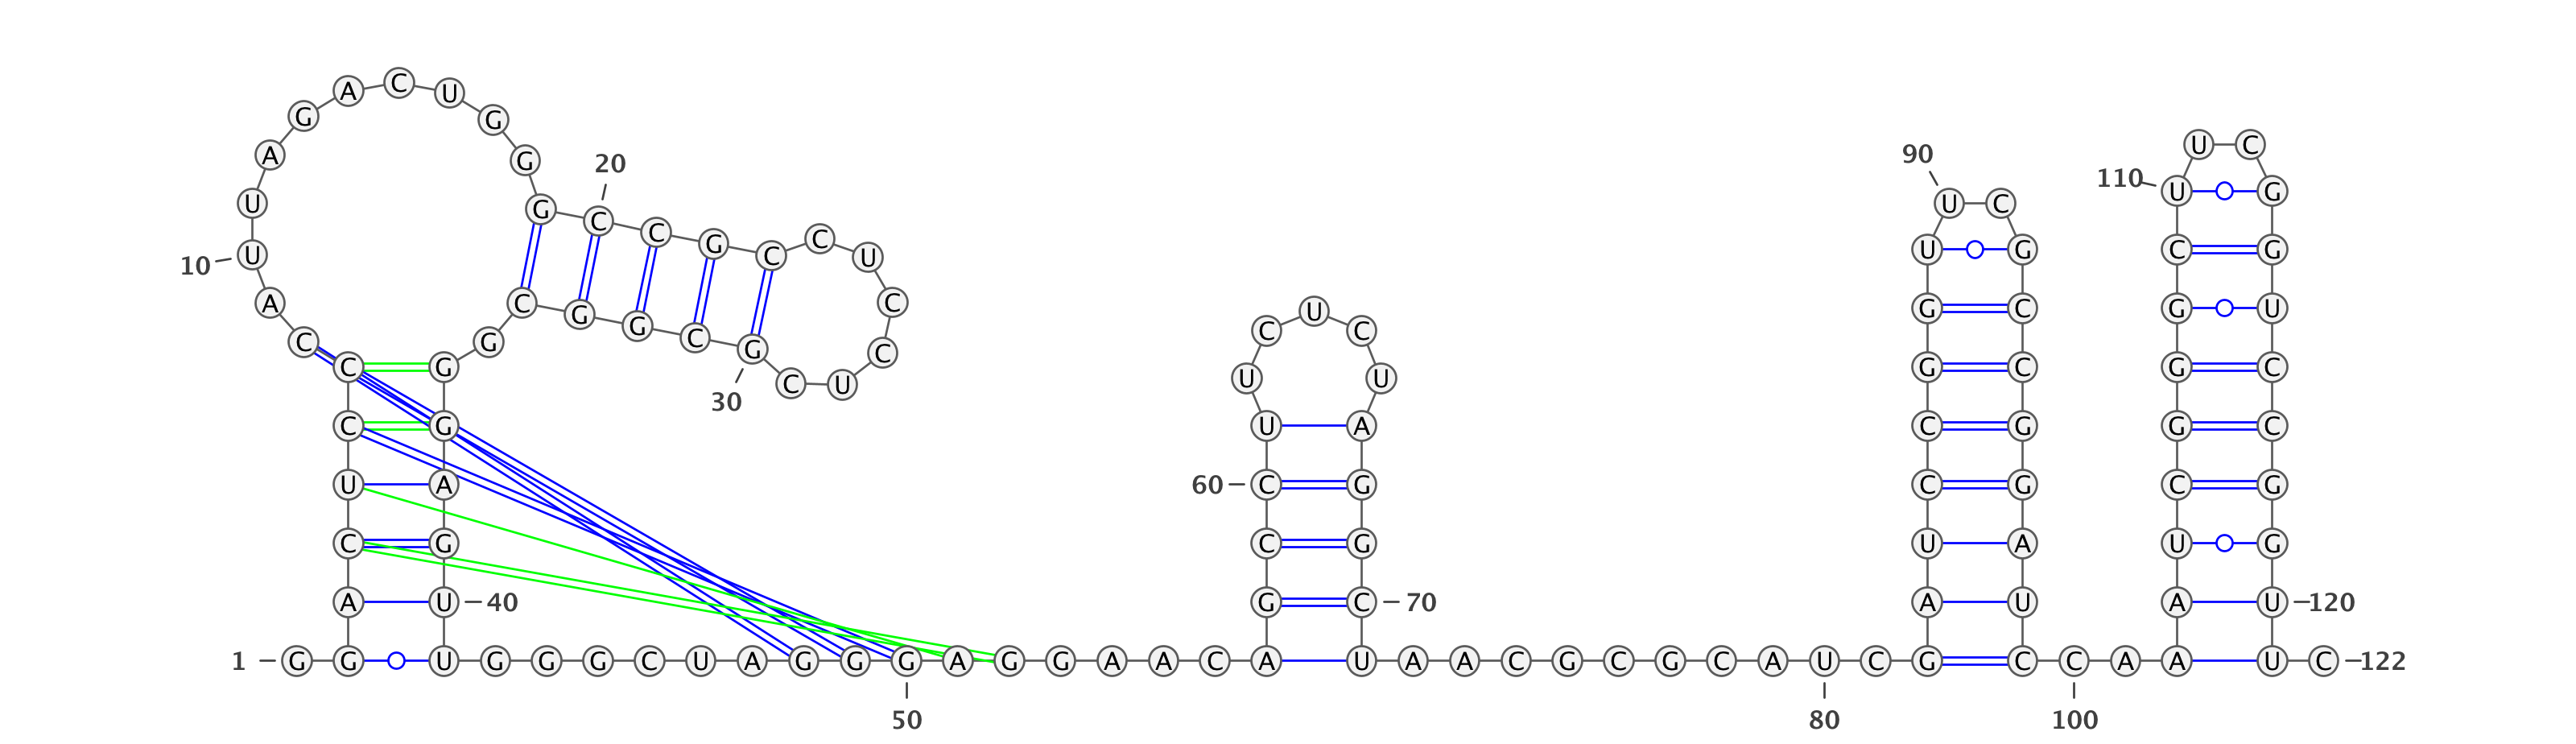 1
G G A C U C C C A U
10
U A G A C U G G G C
20
C G C C U C C U C G
30
C G G C G G G A G U
40
U G G G C U A G G G
50
A G G A A C A G C C
60
U U C U C U A G G C
70
U A A C G C G C A U
80
C G A U C C G G U U
90
C G C C G G A U C C
100
A A A U C G G G C U
110
U C G G U C C G G U
120
U C
122